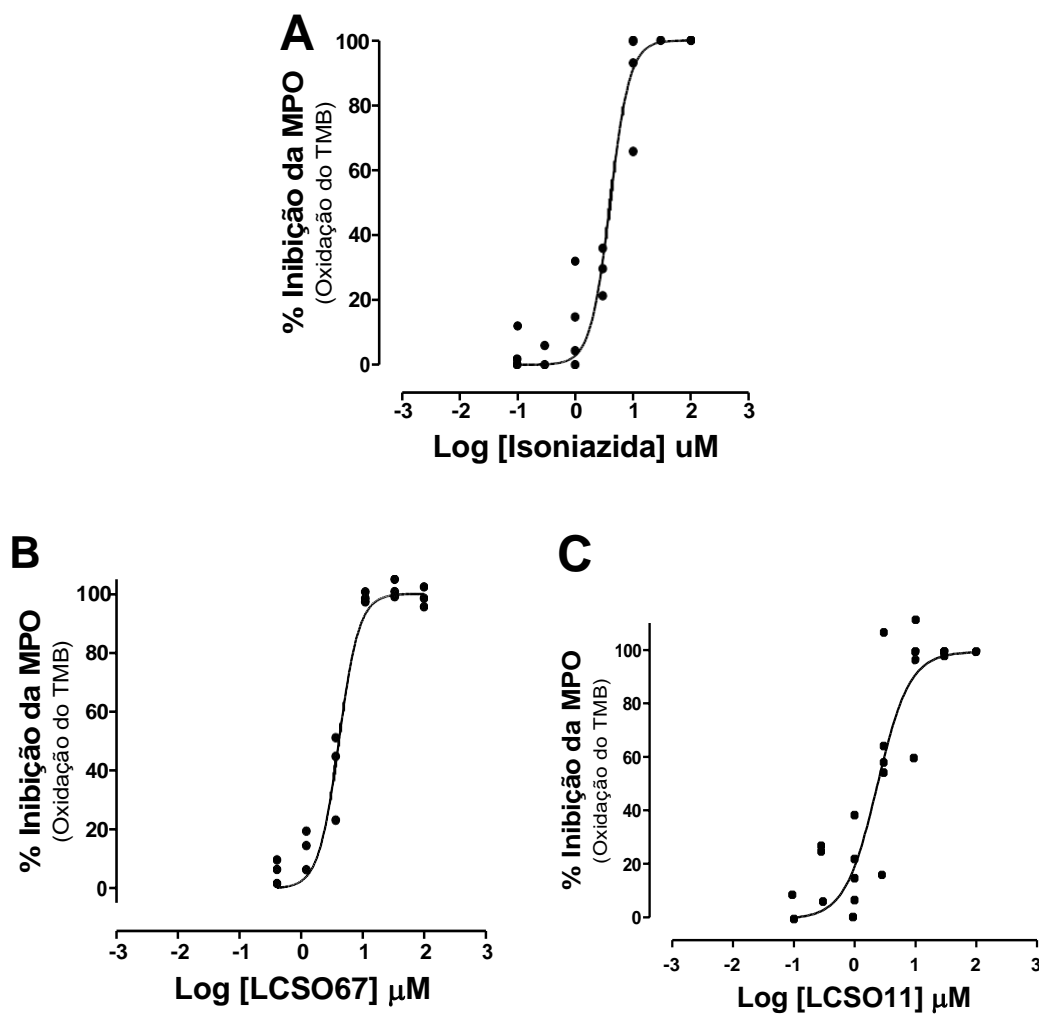 A
% Inibição da MPO
(Oxidação do TMB)
100
80
60
40
20
0
-3 -2 -1 0 1 2 3
Log [Isoniazida] uM
B
% Inibição da MPO
(Oxidação do TMB)
100
80
60
40
20
0
-3 -2 -1 0 1 2 3
Log [LCSO67] μM
C
% Inibição da MPO
(Oxidação do TMB)
100
80
60
40
20
0
-3 -2 -1 0 1 2 3
Log [LCSO11] μM